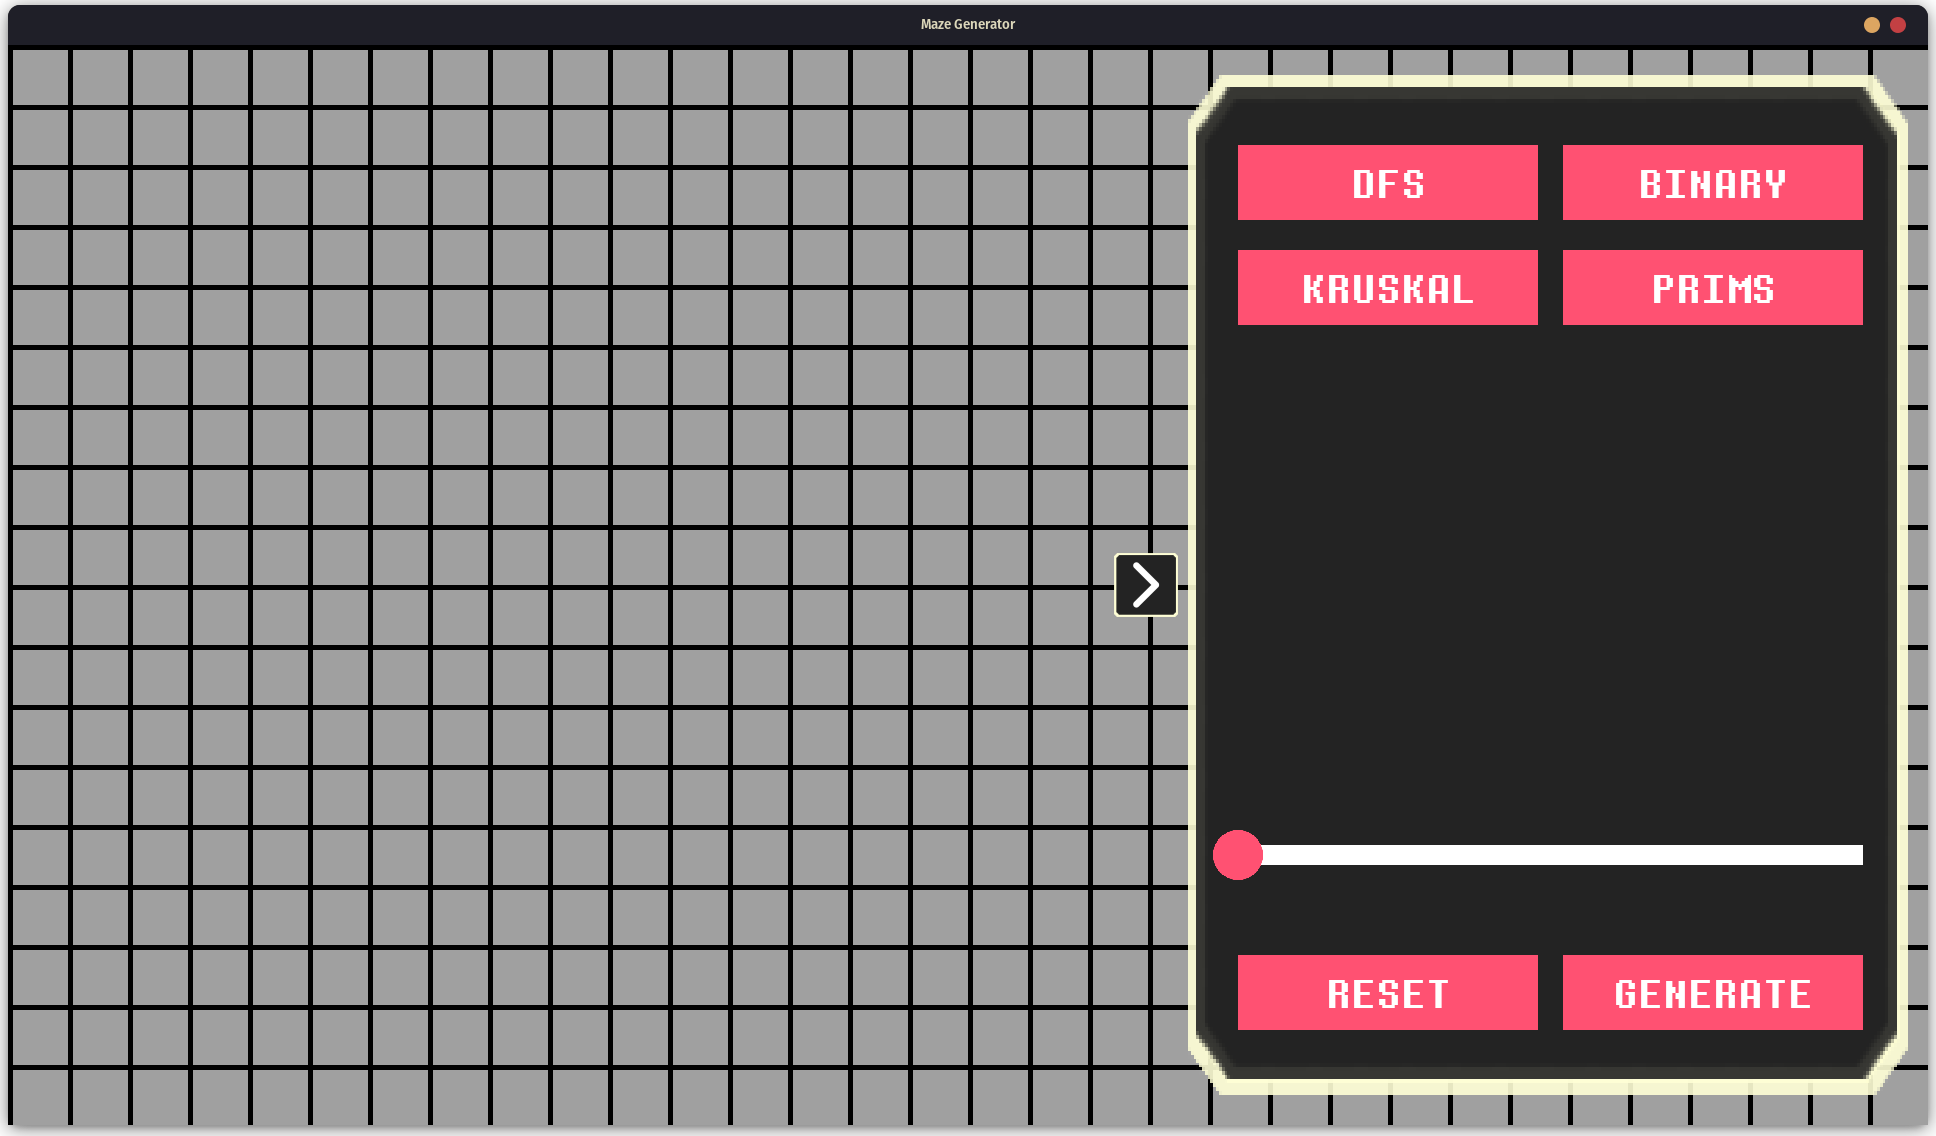 Maze Generator
DFS
BINARY
KRUSKAL
PRIMS
RESET
GENERATE